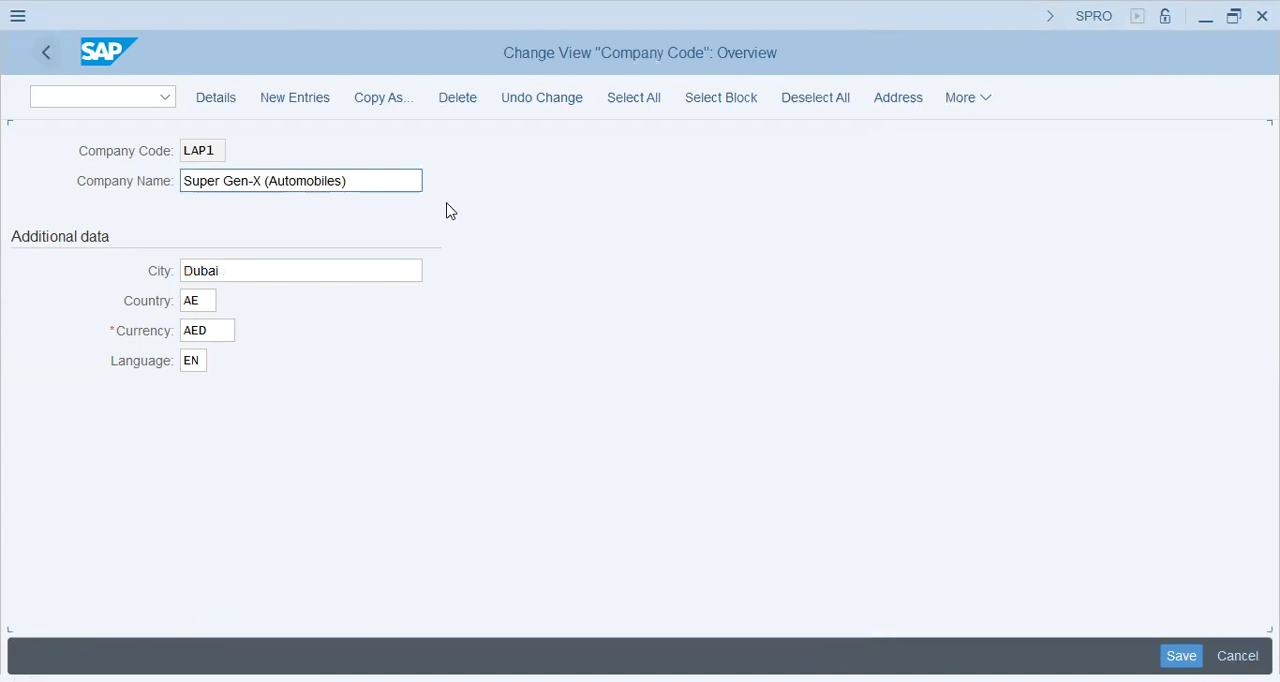 SPRO
SAP Change View "Company Code": Overview
Details New Entries Copy As... Delete Undo Change Select All Select Block Deselect All Address More
Company Code: LAP1
Company Name: Super Gen-X (Automobiles)
Additional data
City: Dubai
Country: AE
*Currency: AED
Language: EN
Save Cancel